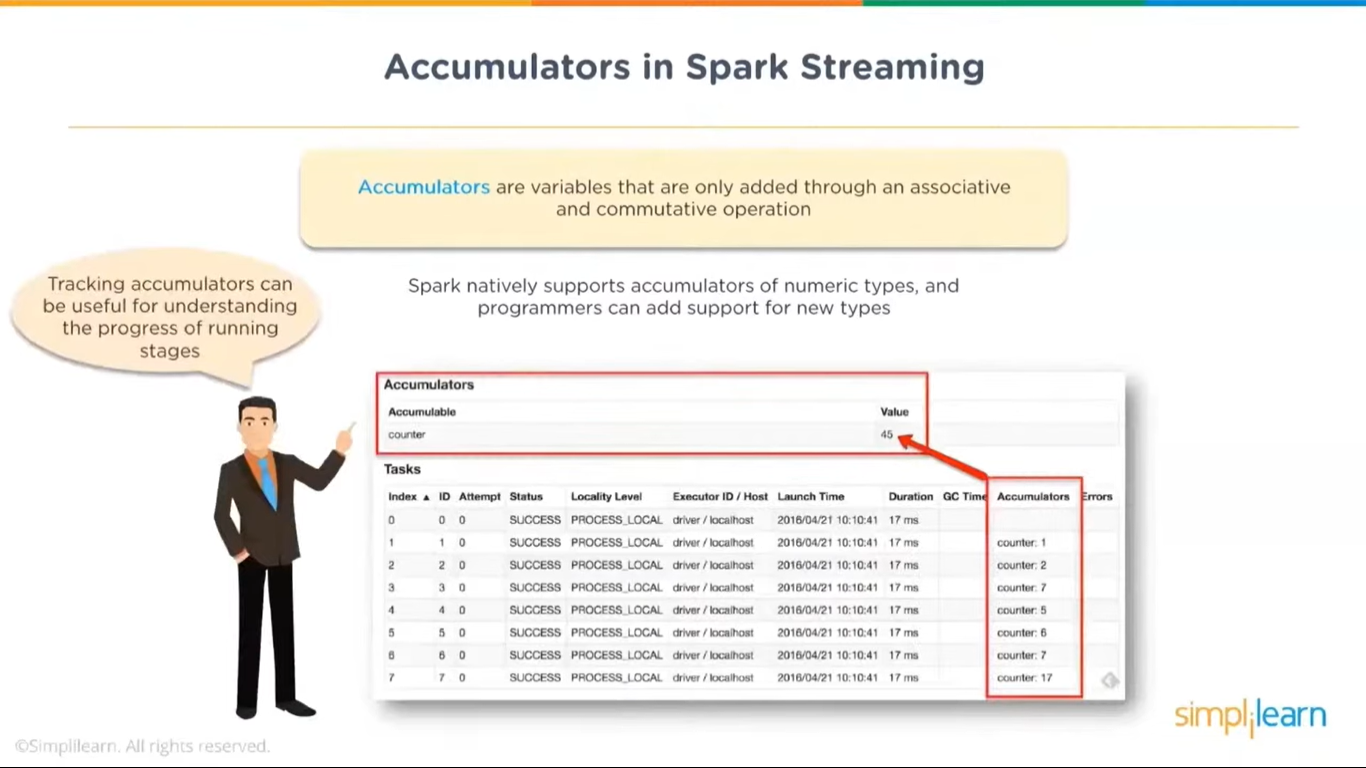 Accumulators in Spark Streaming
Accumulators are variables that are only added through an associative
and commutative operation
Tracking accumulators can
be useful for understanding
the progress of running
stages
Spark natively supports accumulators of numeric types, and
programmers can add support for new types
Accumulators
Accumulable Value
counter 45
Tasks
Index ▲ ID Attempt Status Locality Level Executor ID / Host Launch Time Duration GC Time Accumulators Errors
0 0 0 SUCCESS PROCESS_LOCAL driver / localhost 2016/04/21 10:10:41 17 ms
1 1 0 SUCCESS PROCESS_LOCAL driver / localhost 2016/04/21 10:10:41 17 ms counter: 1
2 2 0 SUCCESS PROCESS_LOCAL driver / localhost 2016/04/21 10:10:41 17 ms counter: 2
3 3 0 SUCCESS PROCESS_LOCAL driver / localhost 2016/04/21 10:10:41 17 ms counter: 7
4 4 0 SUCCESS PROCESS_LOCAL driver / localhost 2016/04/21 10:10:41 17 ms counter: 5
5 5 0 SUCCESS PROCESS_LOCAL driver / localhost 2016/04/21 10:10:41 17 ms counter: 6
6 6 0 SUCCESS PROCESS_LOCAL driver / localhost 2016/04/21 10:10:41 17 ms counter: 7
7 7 0 SUCCESS PROCESS_LOCAL driver / localhost 2016/04/21 10:10:41 17 ms counter: 17
simplilearn
©Simplilearn. All rights reserved.